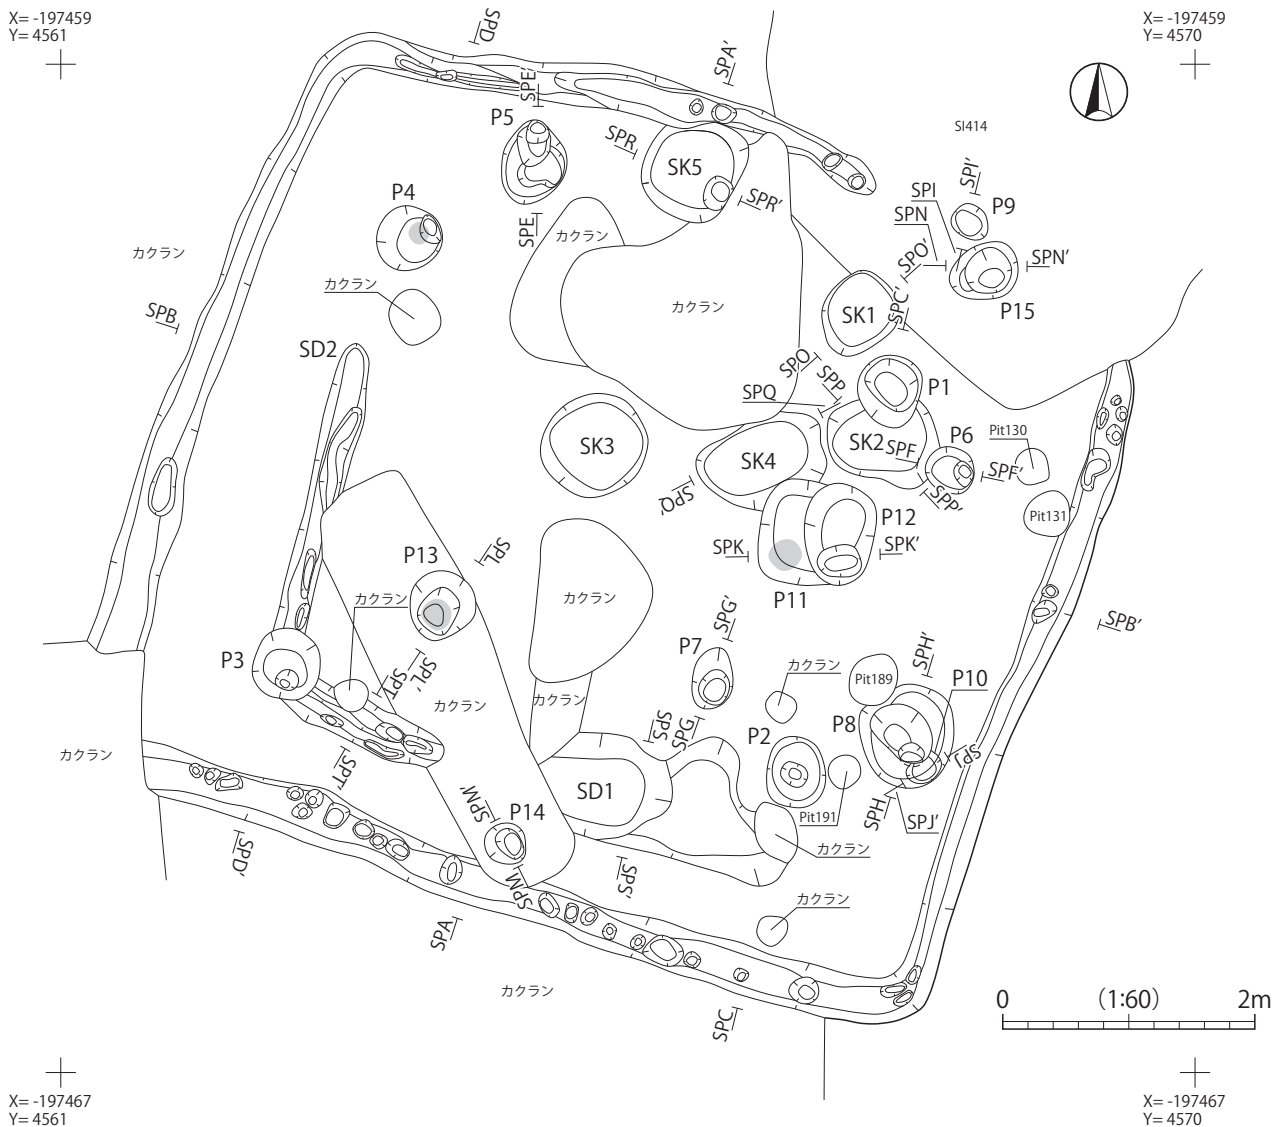 X= -197459
Y= 4561
X= -197459
Y= 4570
SPD
SPA’
SPE’
P5
SPR
SK5
SPR’
SI414
SPI’
SPI
SPN
P9
P4
SPE
カクラン
SPO’
SPN’
P15
カクラン
カクラン
カクラン
SPB
SK1
SPC’
SD2
SPO
SPP
SPQ
P1
SK3
SK4
SK2
SPF
P6
Pit130
SPF’
SPQ’
SPP’
Pit131
P12
P13
SPL
SPK
SPK’
カクラン
カクラン
P11
SPG’
SPB’
P3
SPL’
SPT
P7
カクラン
SPH’
Pit189
P10
カクラン
カクラン
SPS
SPG
P8
P2
カクラン
SPT’
SPJ
SD1
SPM’
P14
Pit191
SPH
SPJ’
SPD’
カクラン
SPM
SPS’
カクラン
SPA
カクラン
SPC
0
(1:60)
2m
X= -197467
Y= 4561
X= -197467
Y= 4570